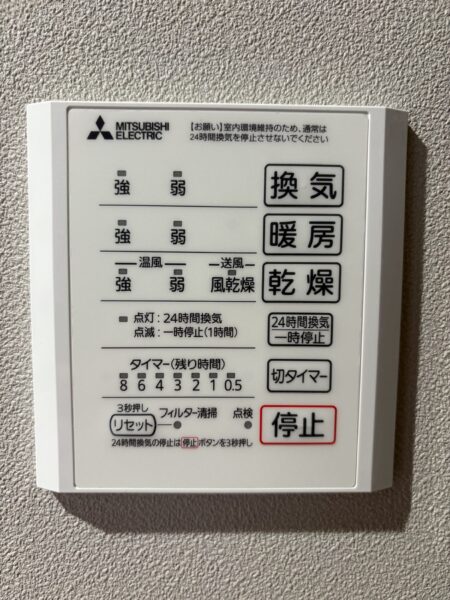 MITSUBISHI
ELECTRIC
【お願い】室内環境維持のため、通常は
24時間換気を停止させないでください
強 弱 換気
強 弱 暖房
温風 送風
強 弱 風乾燥 乾燥
点灯:24時間換気
点滅:一時停止(1時間)
24時間換気
一時停止
タイマー(残り時間)
8 6 4 3 2 1 0.5
切タイマー
3秒押し
リセット フィルター清掃 点検
停止
24時間換気の停止は停止ボタンを3秒押し